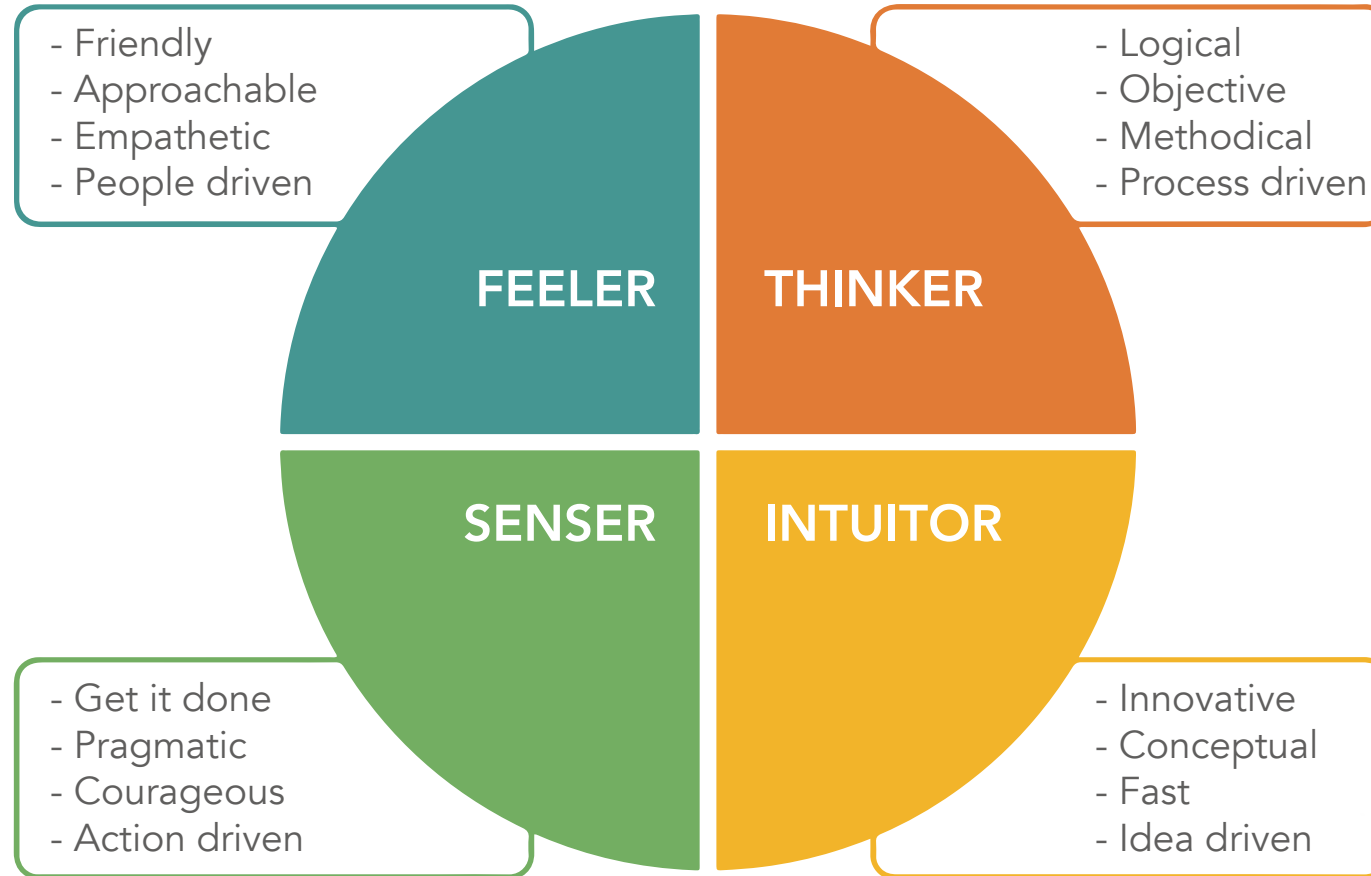 - Friendly
- Approachable
- Empathetic
- People driven
- Logical
- Objective
- Methodical
- Process driven
FEELER
THINKER
SENSER
INTUITOR
- Get it done
- Pragmatic
- Courageous
- Action driven
- Innovative
- Conceptual
- Fast
- Idea driven